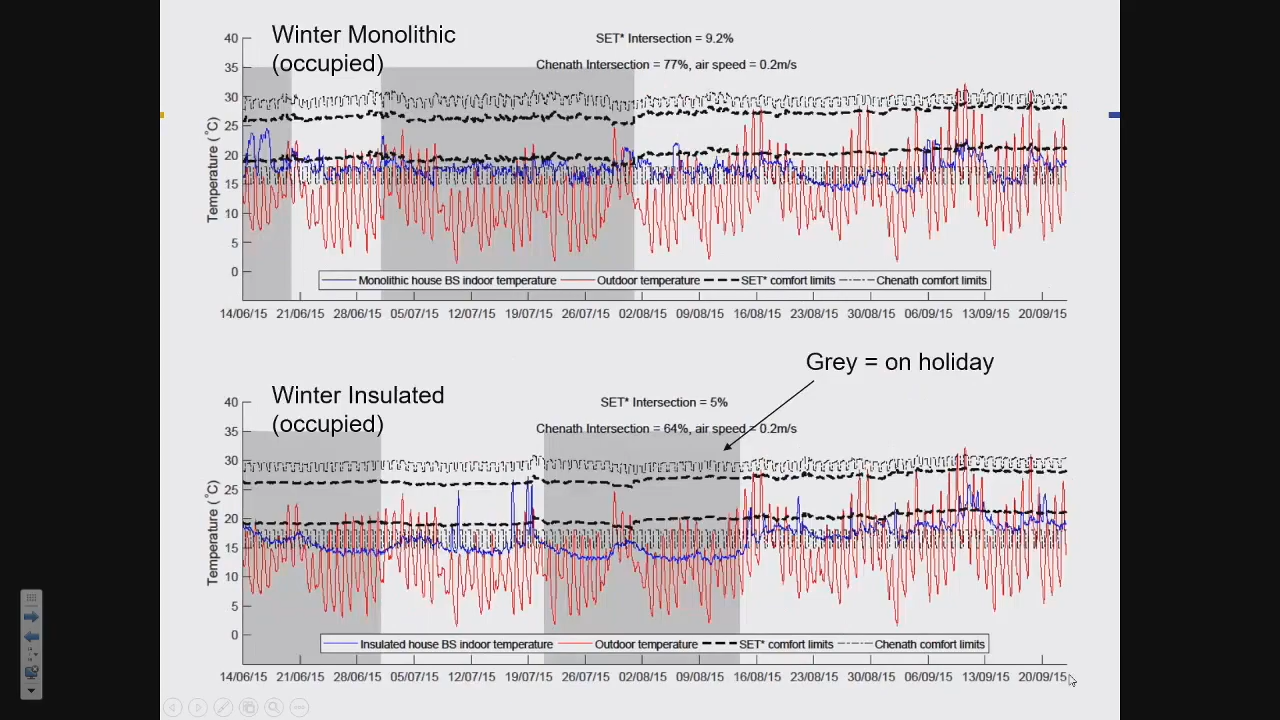 Winter Monolithic
(occupied)
SET* Intersection = 9.2%
Chenath Intersection = 77%, air speed = 0.2m/s
40
35
30
25
20
15
10
5
0
Temperature (°C)
Monolithic house BS indoor temperature
Outdoor temperature
SET* comfort limits
Chenath comfort limits
14/06/15 21/06/15 28/06/15 05/07/15 12/07/15 19/07/15 26/07/15 02/08/15 09/08/15 16/08/15 23/08/15 30/08/15 06/09/15 13/09/15 20/09/15
Grey = on holiday
Winter Insulated
(occupied)
SET* Intersection = 5%
Chenath Intersection = 64%, air speed = 0.2m/s
40
35
30
25
20
15
10
5
0
Temperature (°C)
Insulated house BS indoor temperature
Outdoor temperature
SET* comfort limits
Chenath comfort limits
14/06/15 21/06/15 28/06/15 05/07/15 12/07/15 19/07/15 26/07/15 02/08/15 09/08/15 16/08/15 23/08/15 30/08/15 06/09/15 13/09/15 20/09/15